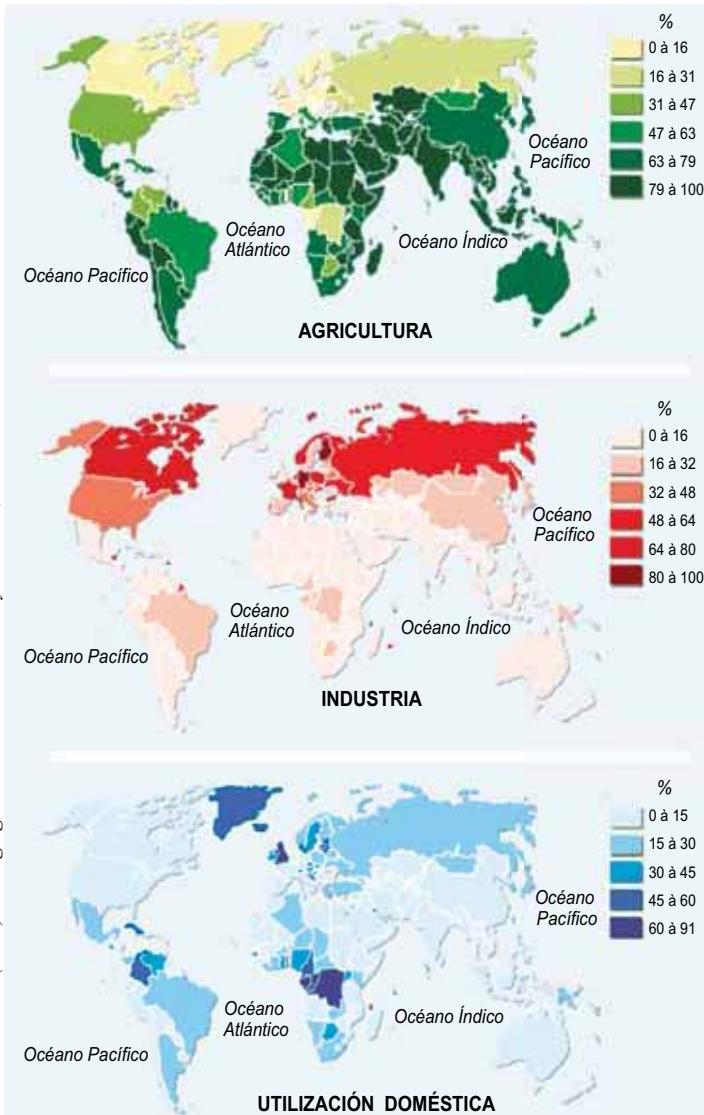 %
0 à 16
16 à 31
31 à 47
47 à 63
63 à 79
79 à 100
Océano
Pacífico
Océano
Atlántico
Océano Índico
Océano Pacífico
AGRICULTURA
%
0 à 16
16 à 32
32 à 48
48 à 64
64 à 80
80 à 100
Océano
Pacífico
Océano
Atlántico
Océano Índico
Océano Pacífico
INDUSTRIA
%
0 à 15
15 à 30
30 à 45
45 à 60
60 à 91
Océano
Pacífico
Océano
Atlántico
Océano Índico
Océano Pacífico
UTILIZACIÓN DOMÉSTICA